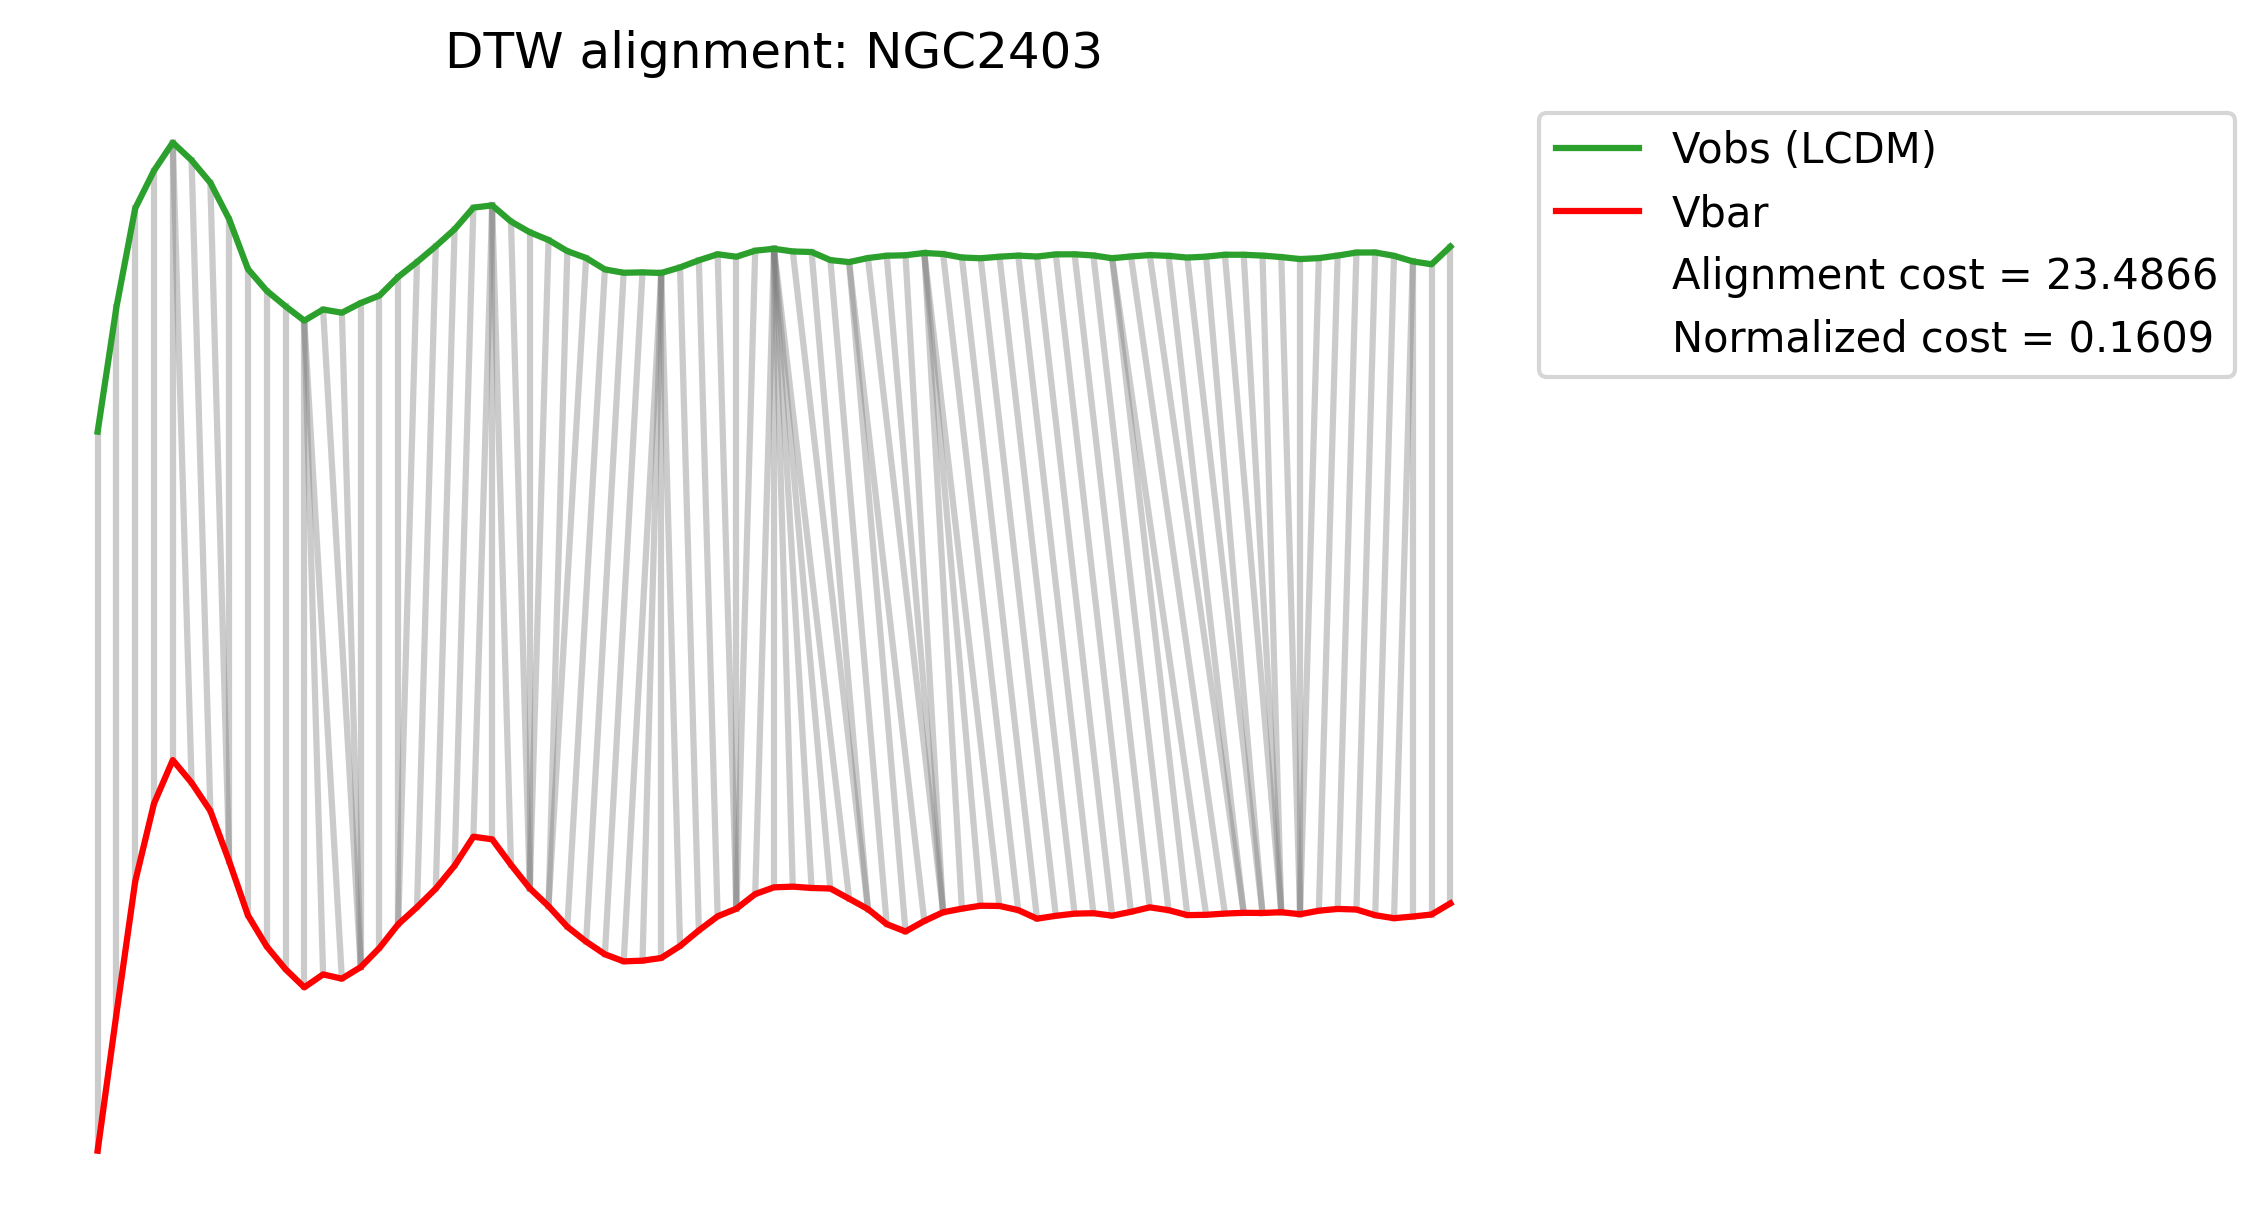 DTW alignment: NGC2403
Vobs (LCDM)
Vbar
Alignment cost = 23.4866
Normalized cost = 0.1609